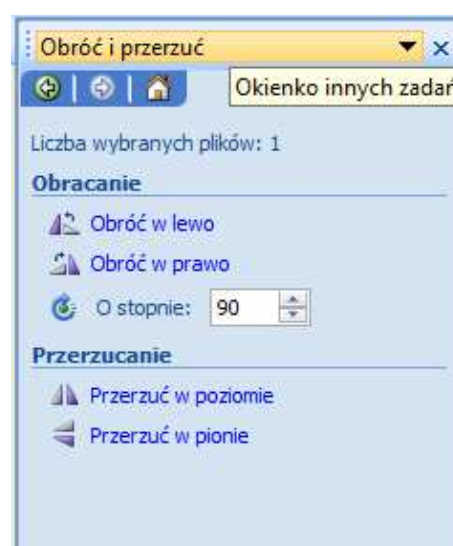 Obróć i przerzuć
Okienko innych zadań
Liczba wybranych plików: 1
Obracanie
Obróć w lewo
Obróć w prawo
O stopnie: 90
Przerzucanie
Przerzuć w poziomie
Przerzuć w pionie